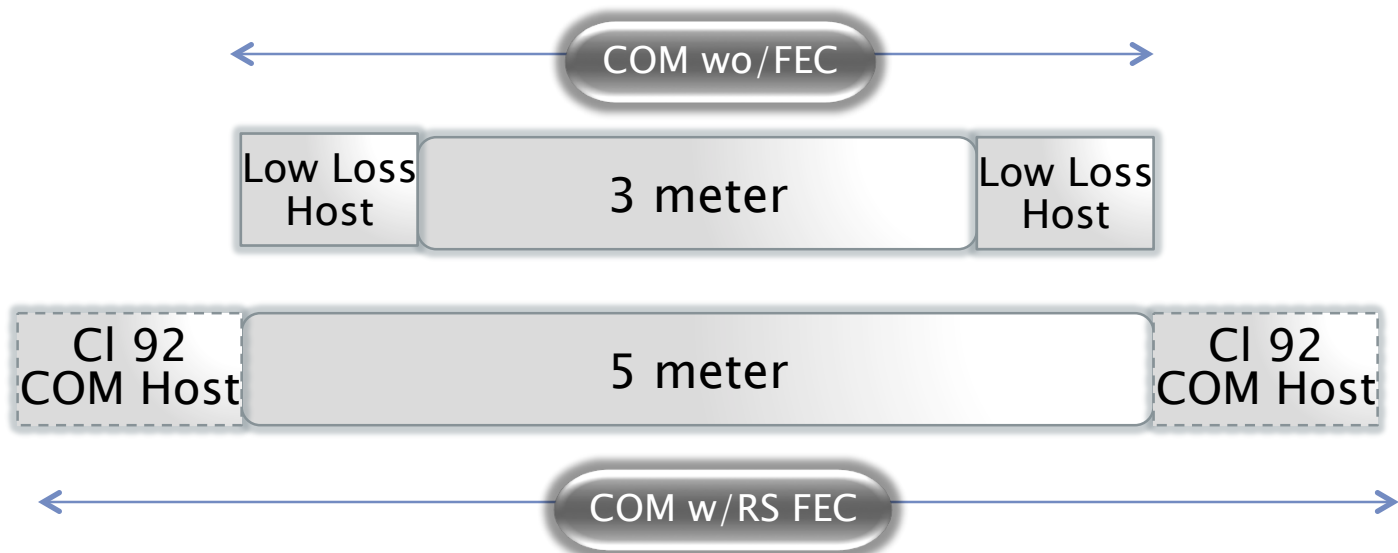 COM wo/FEC
Low Loss
Host
3 meter
Low Loss
Host
Cl 92
COM Host
5 meter
Cl 92
COM Host
COM w/RS FEC